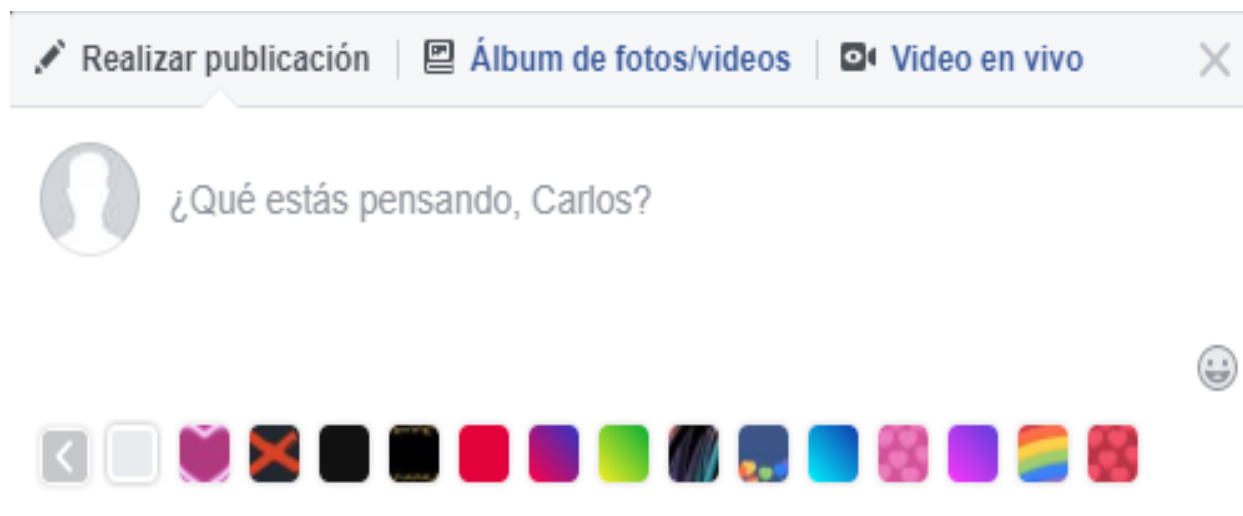 Realizar publicación Álbum de fotos/videos Video en vivo
¿Qué estás pensando, Carlos?